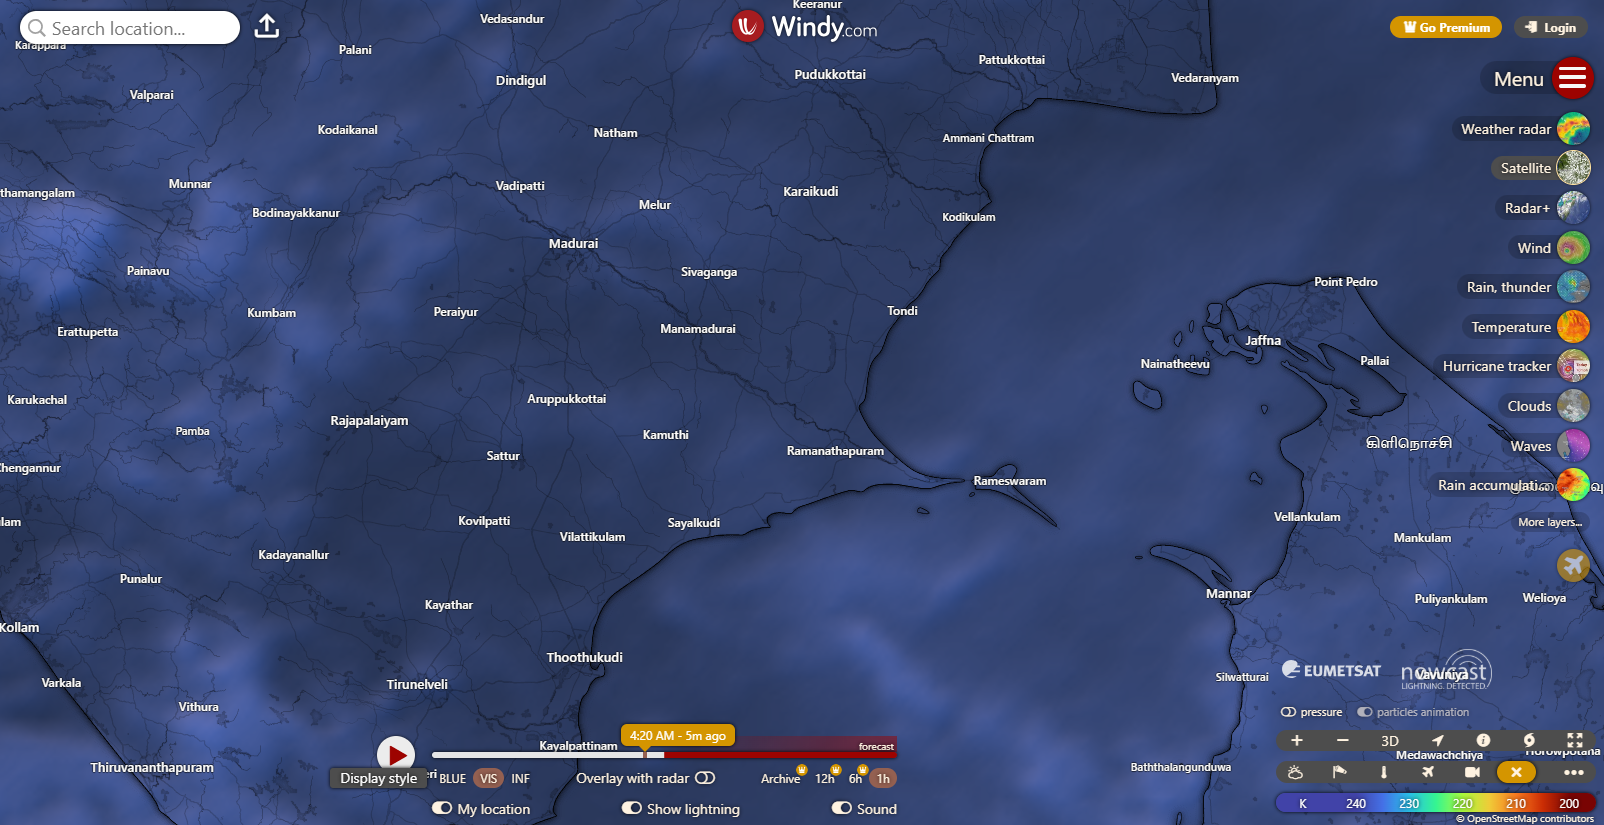 Search location...
Windy.com
Go Premium
Login
Menu
Weather radar
Satellite
Radar+
Wind
Rain, thunder
Temperature
Hurricane tracker
Clouds
Waves
Rain accumulati
More layers...
Keeranur
Vedasandur
Karappara
Palani
Pattukkottai
Pudukkottai
Vedaranyam
Dindigul
Valparai
Kodaikanal
Natham
Ammani Chattram
Munnar
Vadipatti
Karaikudi
thamangalam
Melur
Bodinayakkanur
Kodikulam
Madurai
Painavu
Sivaganga
Point Pedro
Kumbam
Peraiyur
Tondi
Erattupetta
Manamadurai
Jaffna
Nainatheevu
Pallai
Karukachal
Aruppukkottai
Rajapalaiyam
Pamba
Kamuthi
கிளிநொச்சி
Sattur
Ramanathapuram
Chengannur
Rameswaram
Vellankulam
Kovilpatti
Sayalkudi
Vilattikulam
Mankulam
Kadayanallur
Punalur
Mannar
Puliyankulam
Welioya
Kayathar
Kollam
Thoothukudi
Varkala
Tirunelveli
Silwatturai
Vavuniya
Vithura
Kayalpattinam
Thiruvananthapuram
Baththalangunduwa
Medawachchiya
Horowpotana
EUMETSAT
nowcast
LIGHTNING. DETECTED.
pressure
particles animation
4:20 AM - 5m ago
forecast
Display style
BLUE
VIS
INF
Overlay with radar
Archive
12h
6h
1h
My location
Show lightning
Sound
+
−
3D
K
240
230
220
210
200
© OpenStreetMap contributors